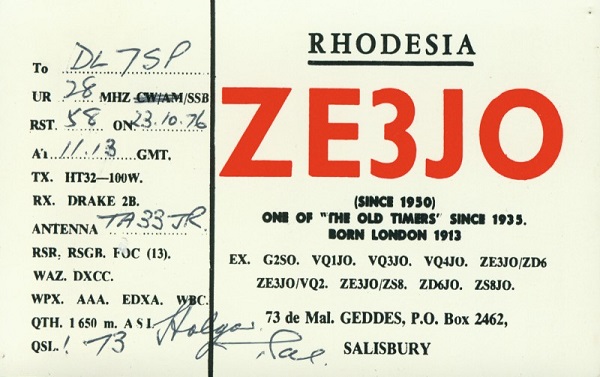 To DL7SP
UR 28 MHZ CW/AM/SSB
RST 58 ON 23.10.76
AT 11.13 GMT.
TX. HT32—100W.
RX. DRAKE 2B.
ANTENNA TA33JR.
RSR. RSGB. FOC (13).
WAZ. DXCC.
WPX. AAA. EDXA. WBC.
QTH. 1650 m. ASL
QSL. ! 73 Holger
RHODESIA
ZE3JO
(SINCE 1950)
ONE OF "THE OLD TIMERS" SINCE 1935.
BORN LONDON 1913
EX. G2SO. VQ1JO. VQ3JO. VQ4JO. ZE3JO/ZD6
ZE3JO/VQ2. ZE3JO/ZS8. ZD6JO. ZS8JO.
73 de Mal. GEDDES, P.O. Box 2462,
SALISBURY